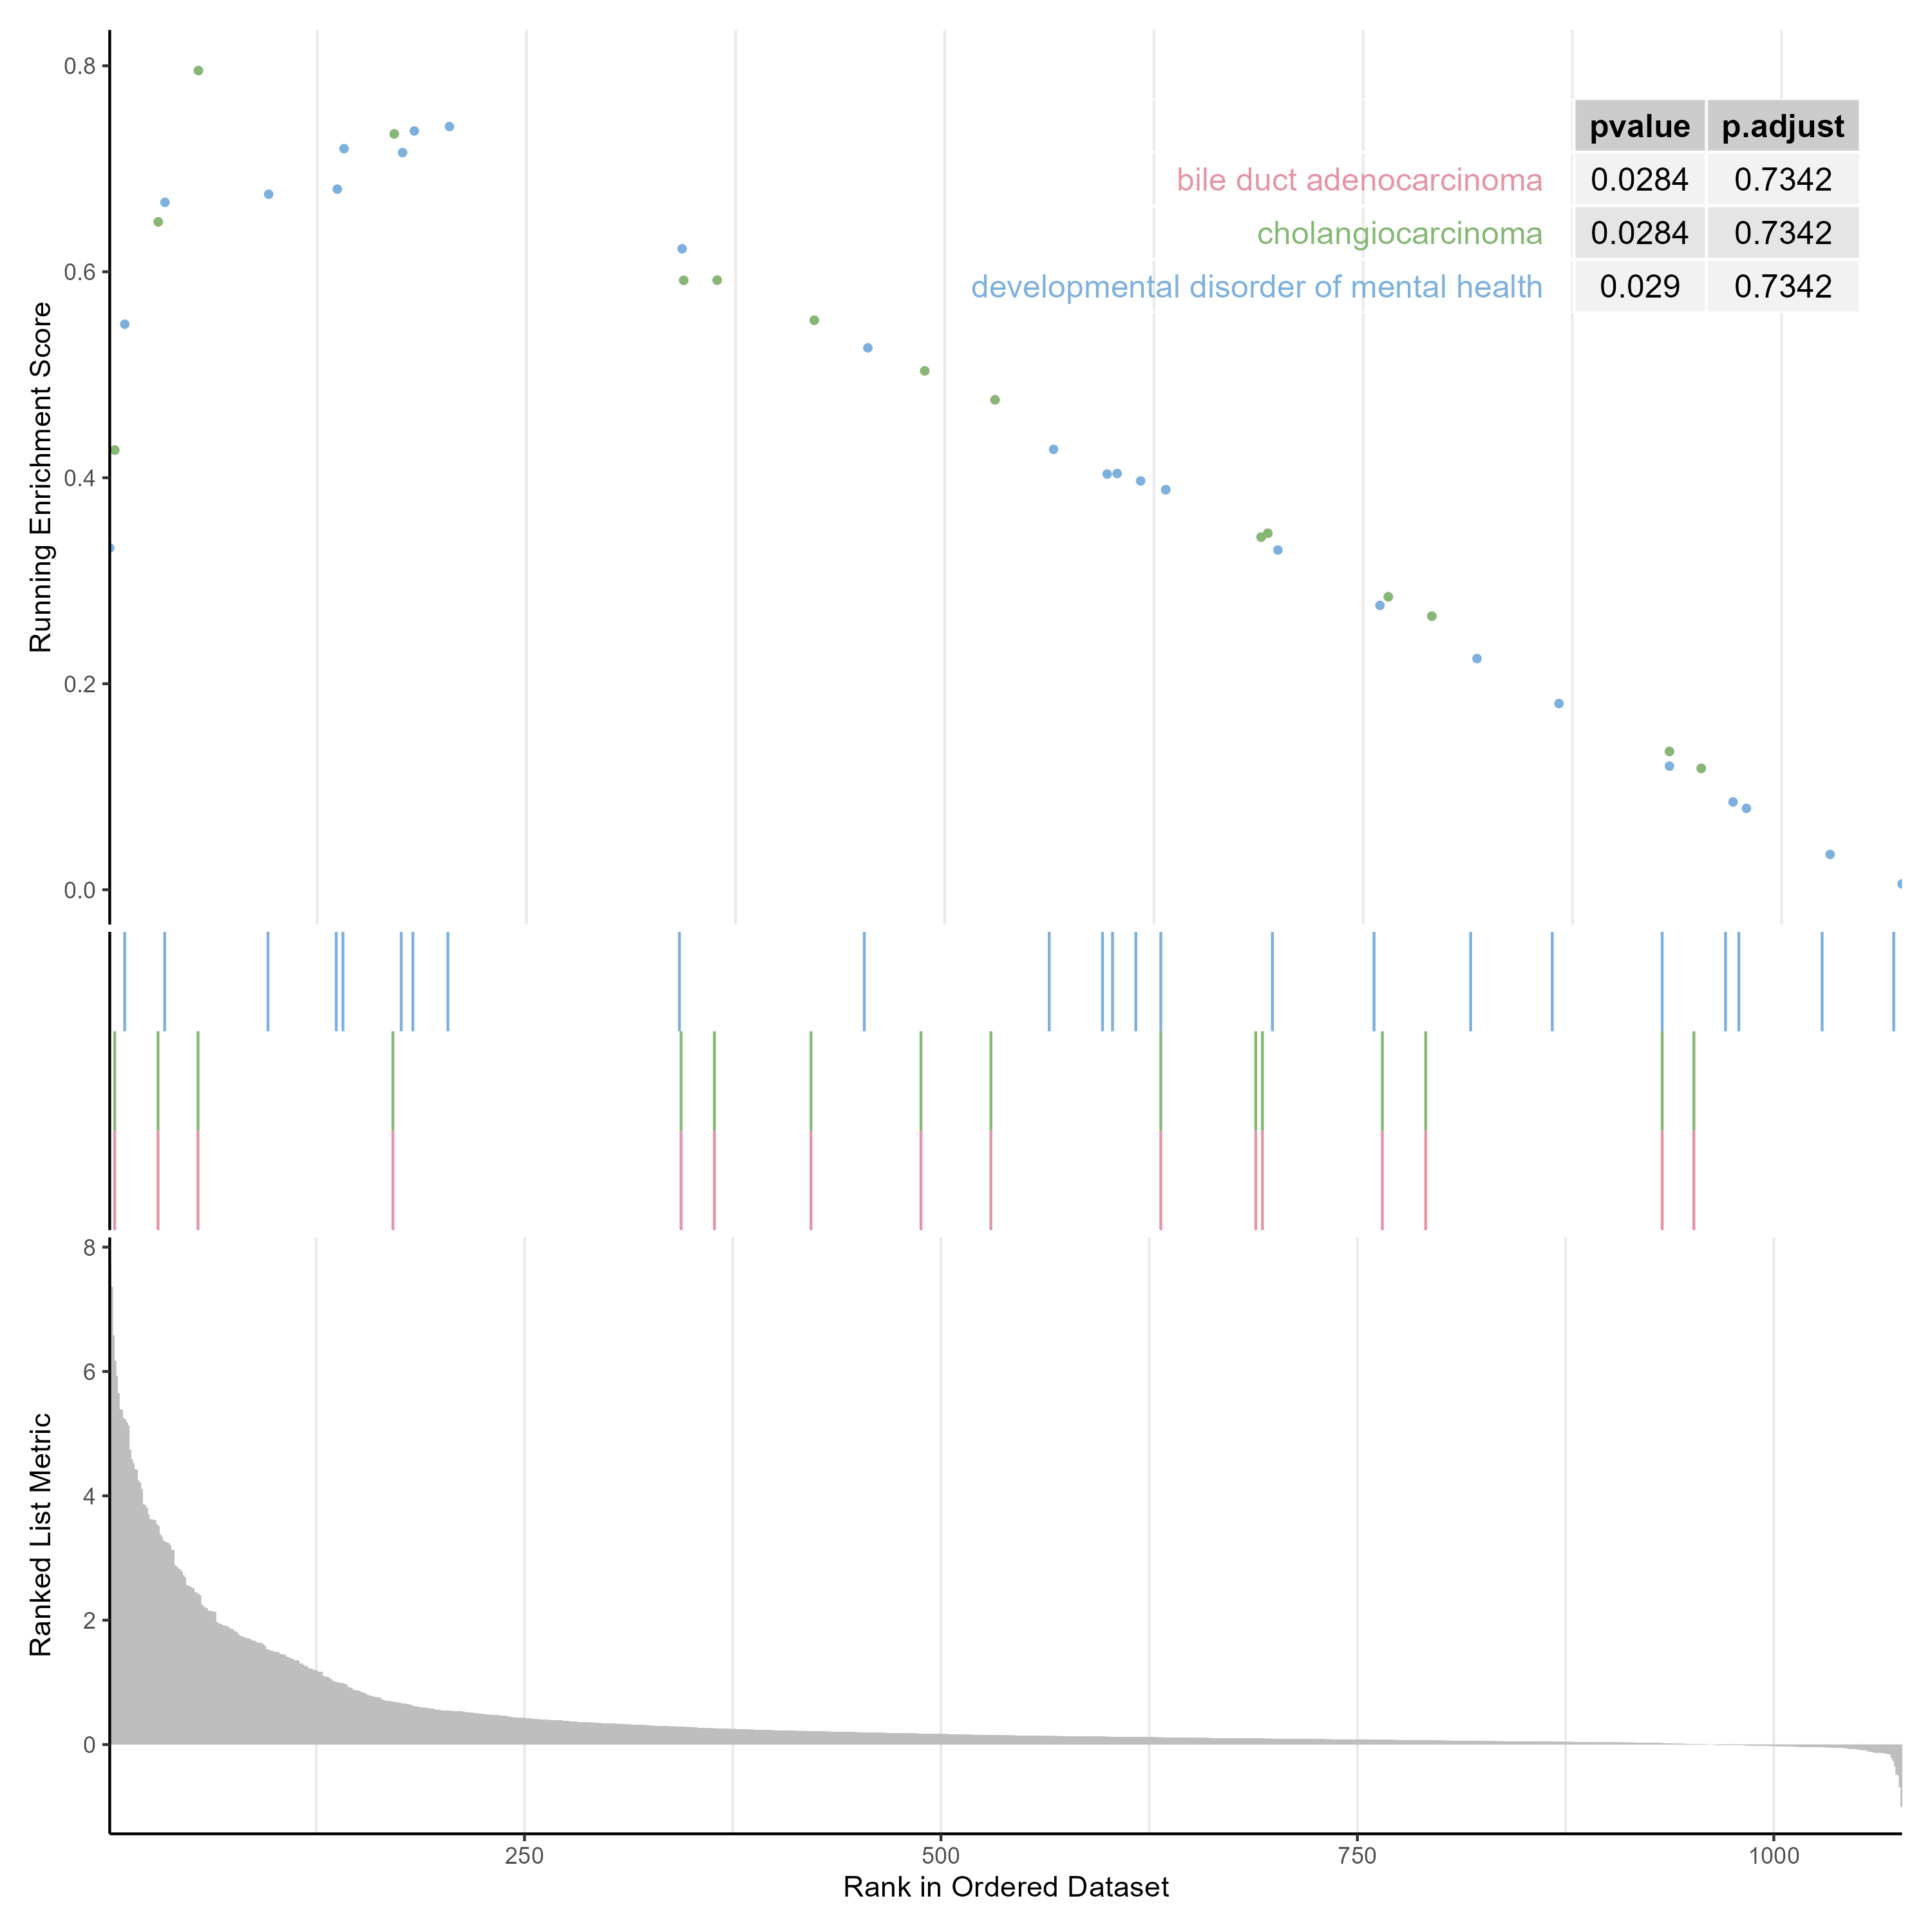 Running Enrichment Score
0.8
0.6
0.4
0.2
0.0
pvalue p.adjust
bile duct adenocarcinoma 0.0284 0.7342
cholangiocarcinoma 0.0284 0.7342
developmental disorder of mental health 0.029 0.7342
Ranked List Metric
8
6
4
2
0
250 500 750 1000
Rank in Ordered Dataset